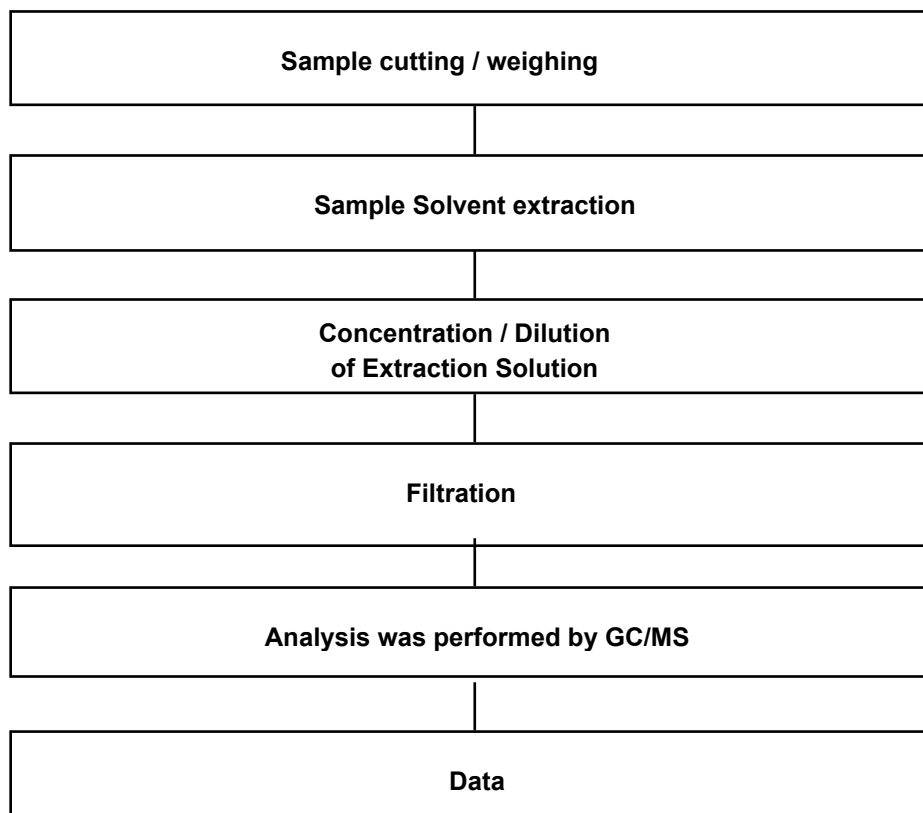 Sample cutting / weighing
Sample Solvent extraction
Concentration / Dilution
of Extraction Solution
Filtration
Analysis was performed by GC/MS
Data